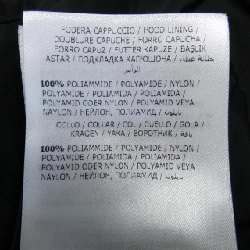 FODERA CAPPUCCIO / HOOD LINING /
DOUBLURE CAPUCHE / FORRO CAPUCHA /
FORRO CAPUZ / FUTTER KAPUZE / BAŞLIK
ASTAR / ПОДКЛАДКА КАПЮШОНА /
الرأس
100% POLIAMMIDE / POLYAMIDE / NYLON /
POLYAMIDE / POLIAMIDA / POLIAMIDA /
POLYAMID ODER NYLON / POLYAMID VEYA
NAYLON / НЕЙЛОН, ПОЛИАМИД /
COLLO / COLLAR / COL / CUELLO / GOLA /
KRAGEN / YAKA / ВОРОТНИК /
100% POLIAMMIDE / POLYAMIDE / NYLON /
POLYAMIDE / POLIAMIDA / POLIAMIDA /
POLYAMID ODER NYLON / POLYAMID VEYA
NAYLON / НЕЙЛОН, ПОЛИАМИД /